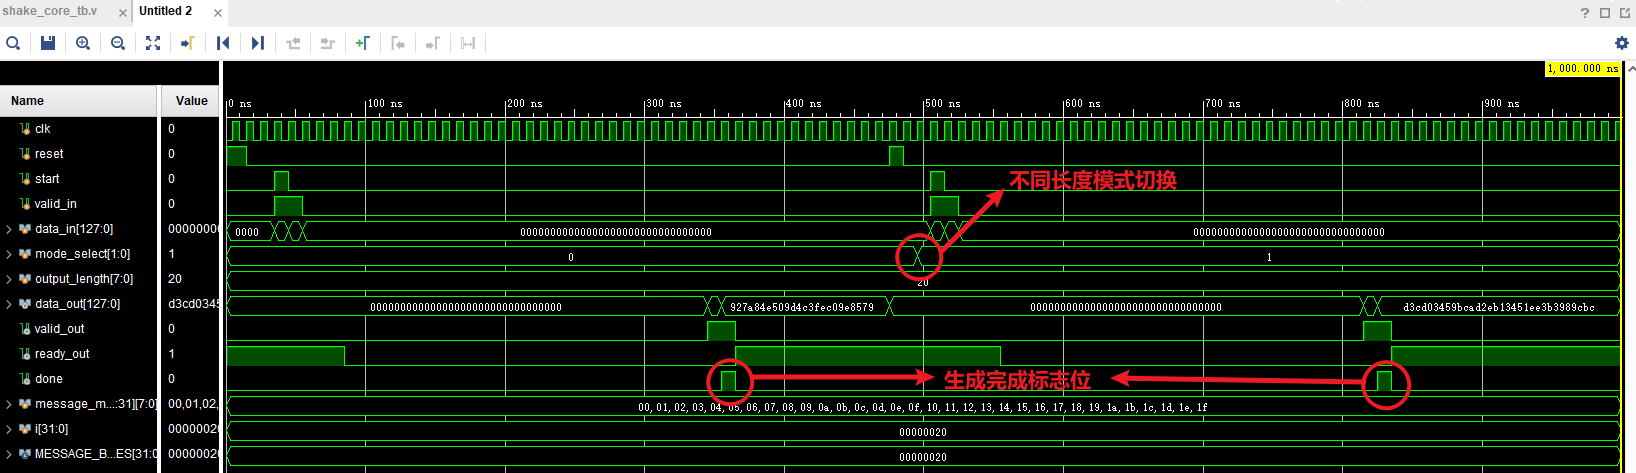 shake_core_tb.v
Untitled 2
1,000.000 ns
Name Value
0 ns 100 ns 200 ns 300 ns 400 ns 500 ns 600 ns 700 ns 800 ns 900 ns
clk 0
reset 0
start 0
不同长度模式切换
valid_in 0
data_in[127:0] 00000000 0000 00000000000000000000000000000000 00000000000000000000000000000000
mode_select[1:0] 1 0 1
output_length[7:0] 20 20
data_out[127:0] d3cd0345 00000000000000000000000000000000 927a84e509d4c3fec09e8579 00000000000000000000000000000000 d3cd03459bcad2eb13451ee3b3989cbc
valid_out 0
ready_out 1
done 0
生成完成标志位
message_m...:31][7:0] 00,01,02, 00,01,02,03,04,05,06,07,08,09,0a,0b,0c,0d,0e,0f,10,11,12,13,14,15,16,17,18,19,1a,1b,1c,1d,1e,1f
i[31:0] 00000020 00000020
MESSAGE_B...ES[31:0 00000020 00000020